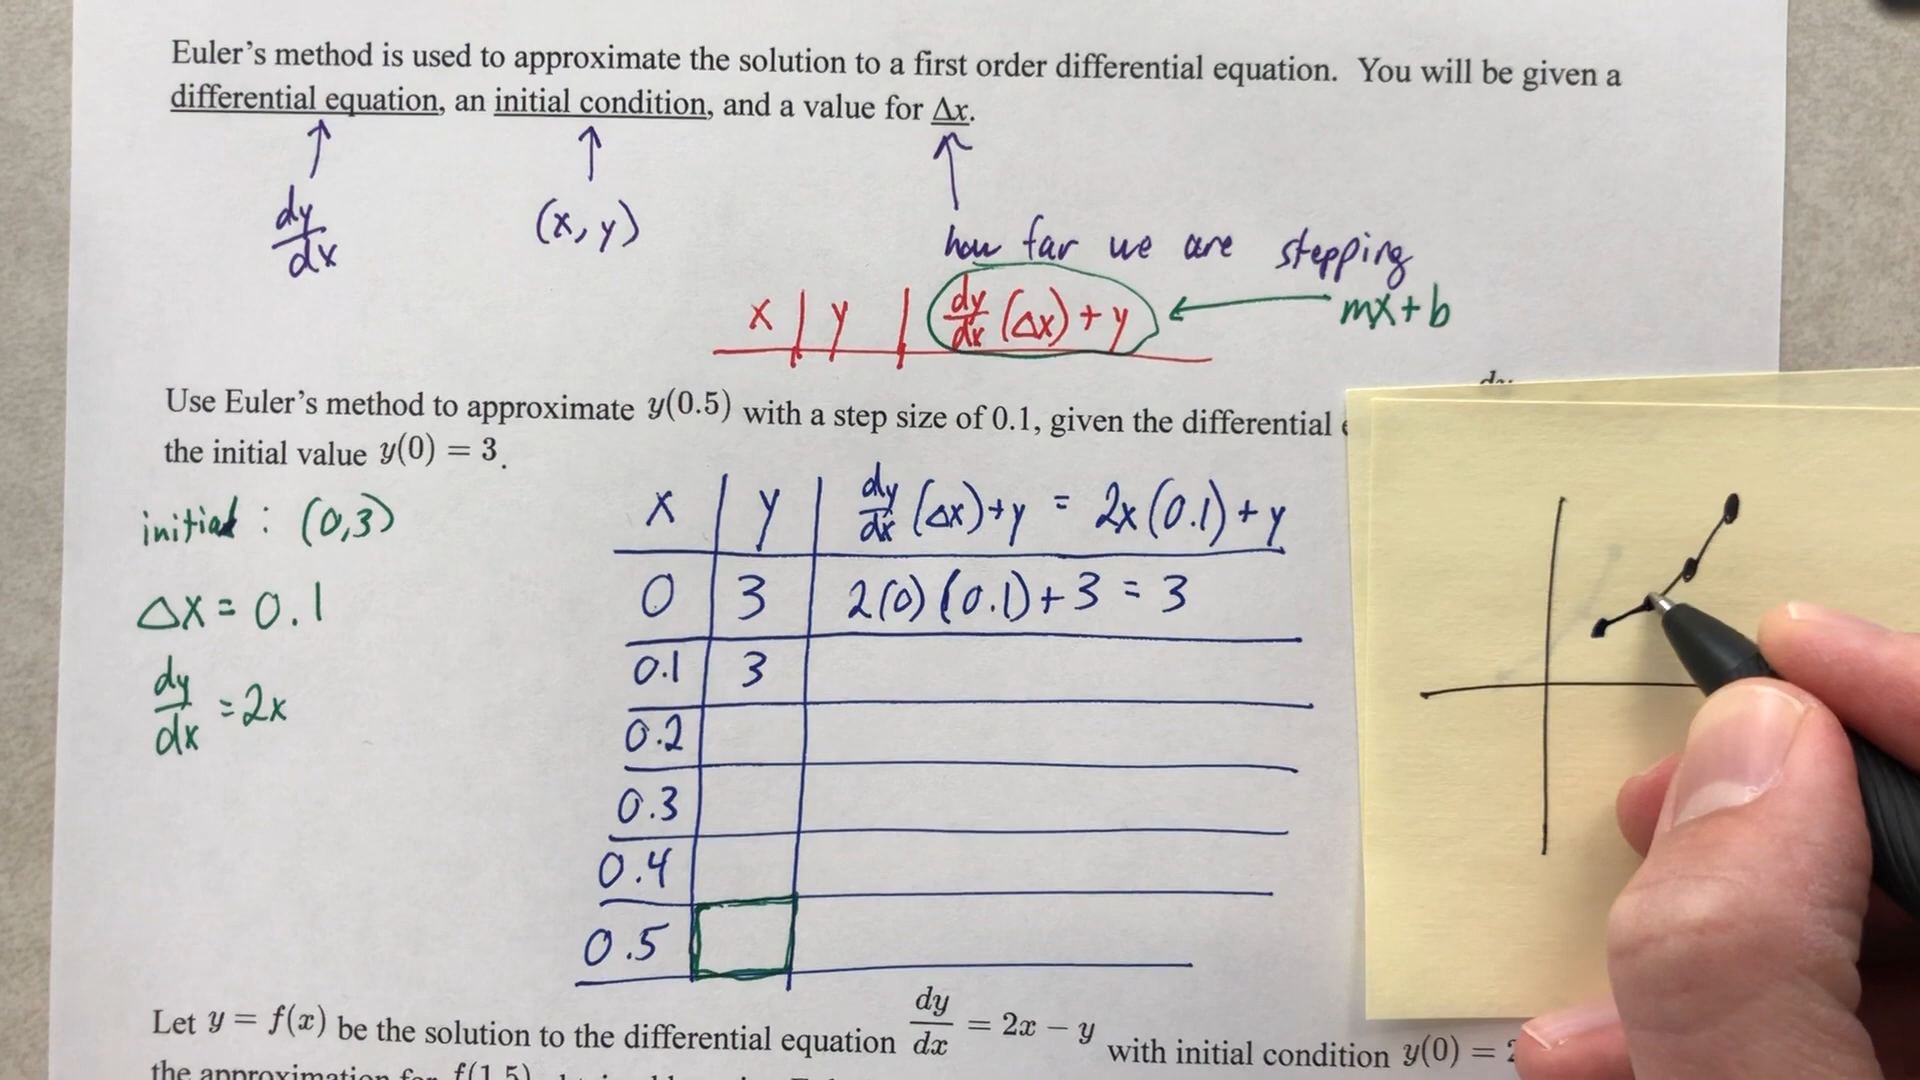 Euler's method is used to approximate the solution to a first order differential equation. You will be given a
differential equation, an initial condition, and a value for Δx.
dy/dx
(x, y)
how far we are stepping
x | y | dy/dx (Δx) + y
mx + b
Use Euler's method to approximate y(0.5) with a step size of 0.1, given the differential
the initial value y(0) = 3.
initial : (0,3)
Δx = 0.1
dy/dx = 2x
x | y | dy/dx (Δx) + y = 2x (0.1) + y
0 | 3 | 2(0)(0.1) + 3 = 3
0.1 | 3
0.2
0.3
0.4
0.5
Let y = f(x) be the solution to the differential equation dy/dx = 2x − y with initial condition y(0) =
the approximation for f(1.5)